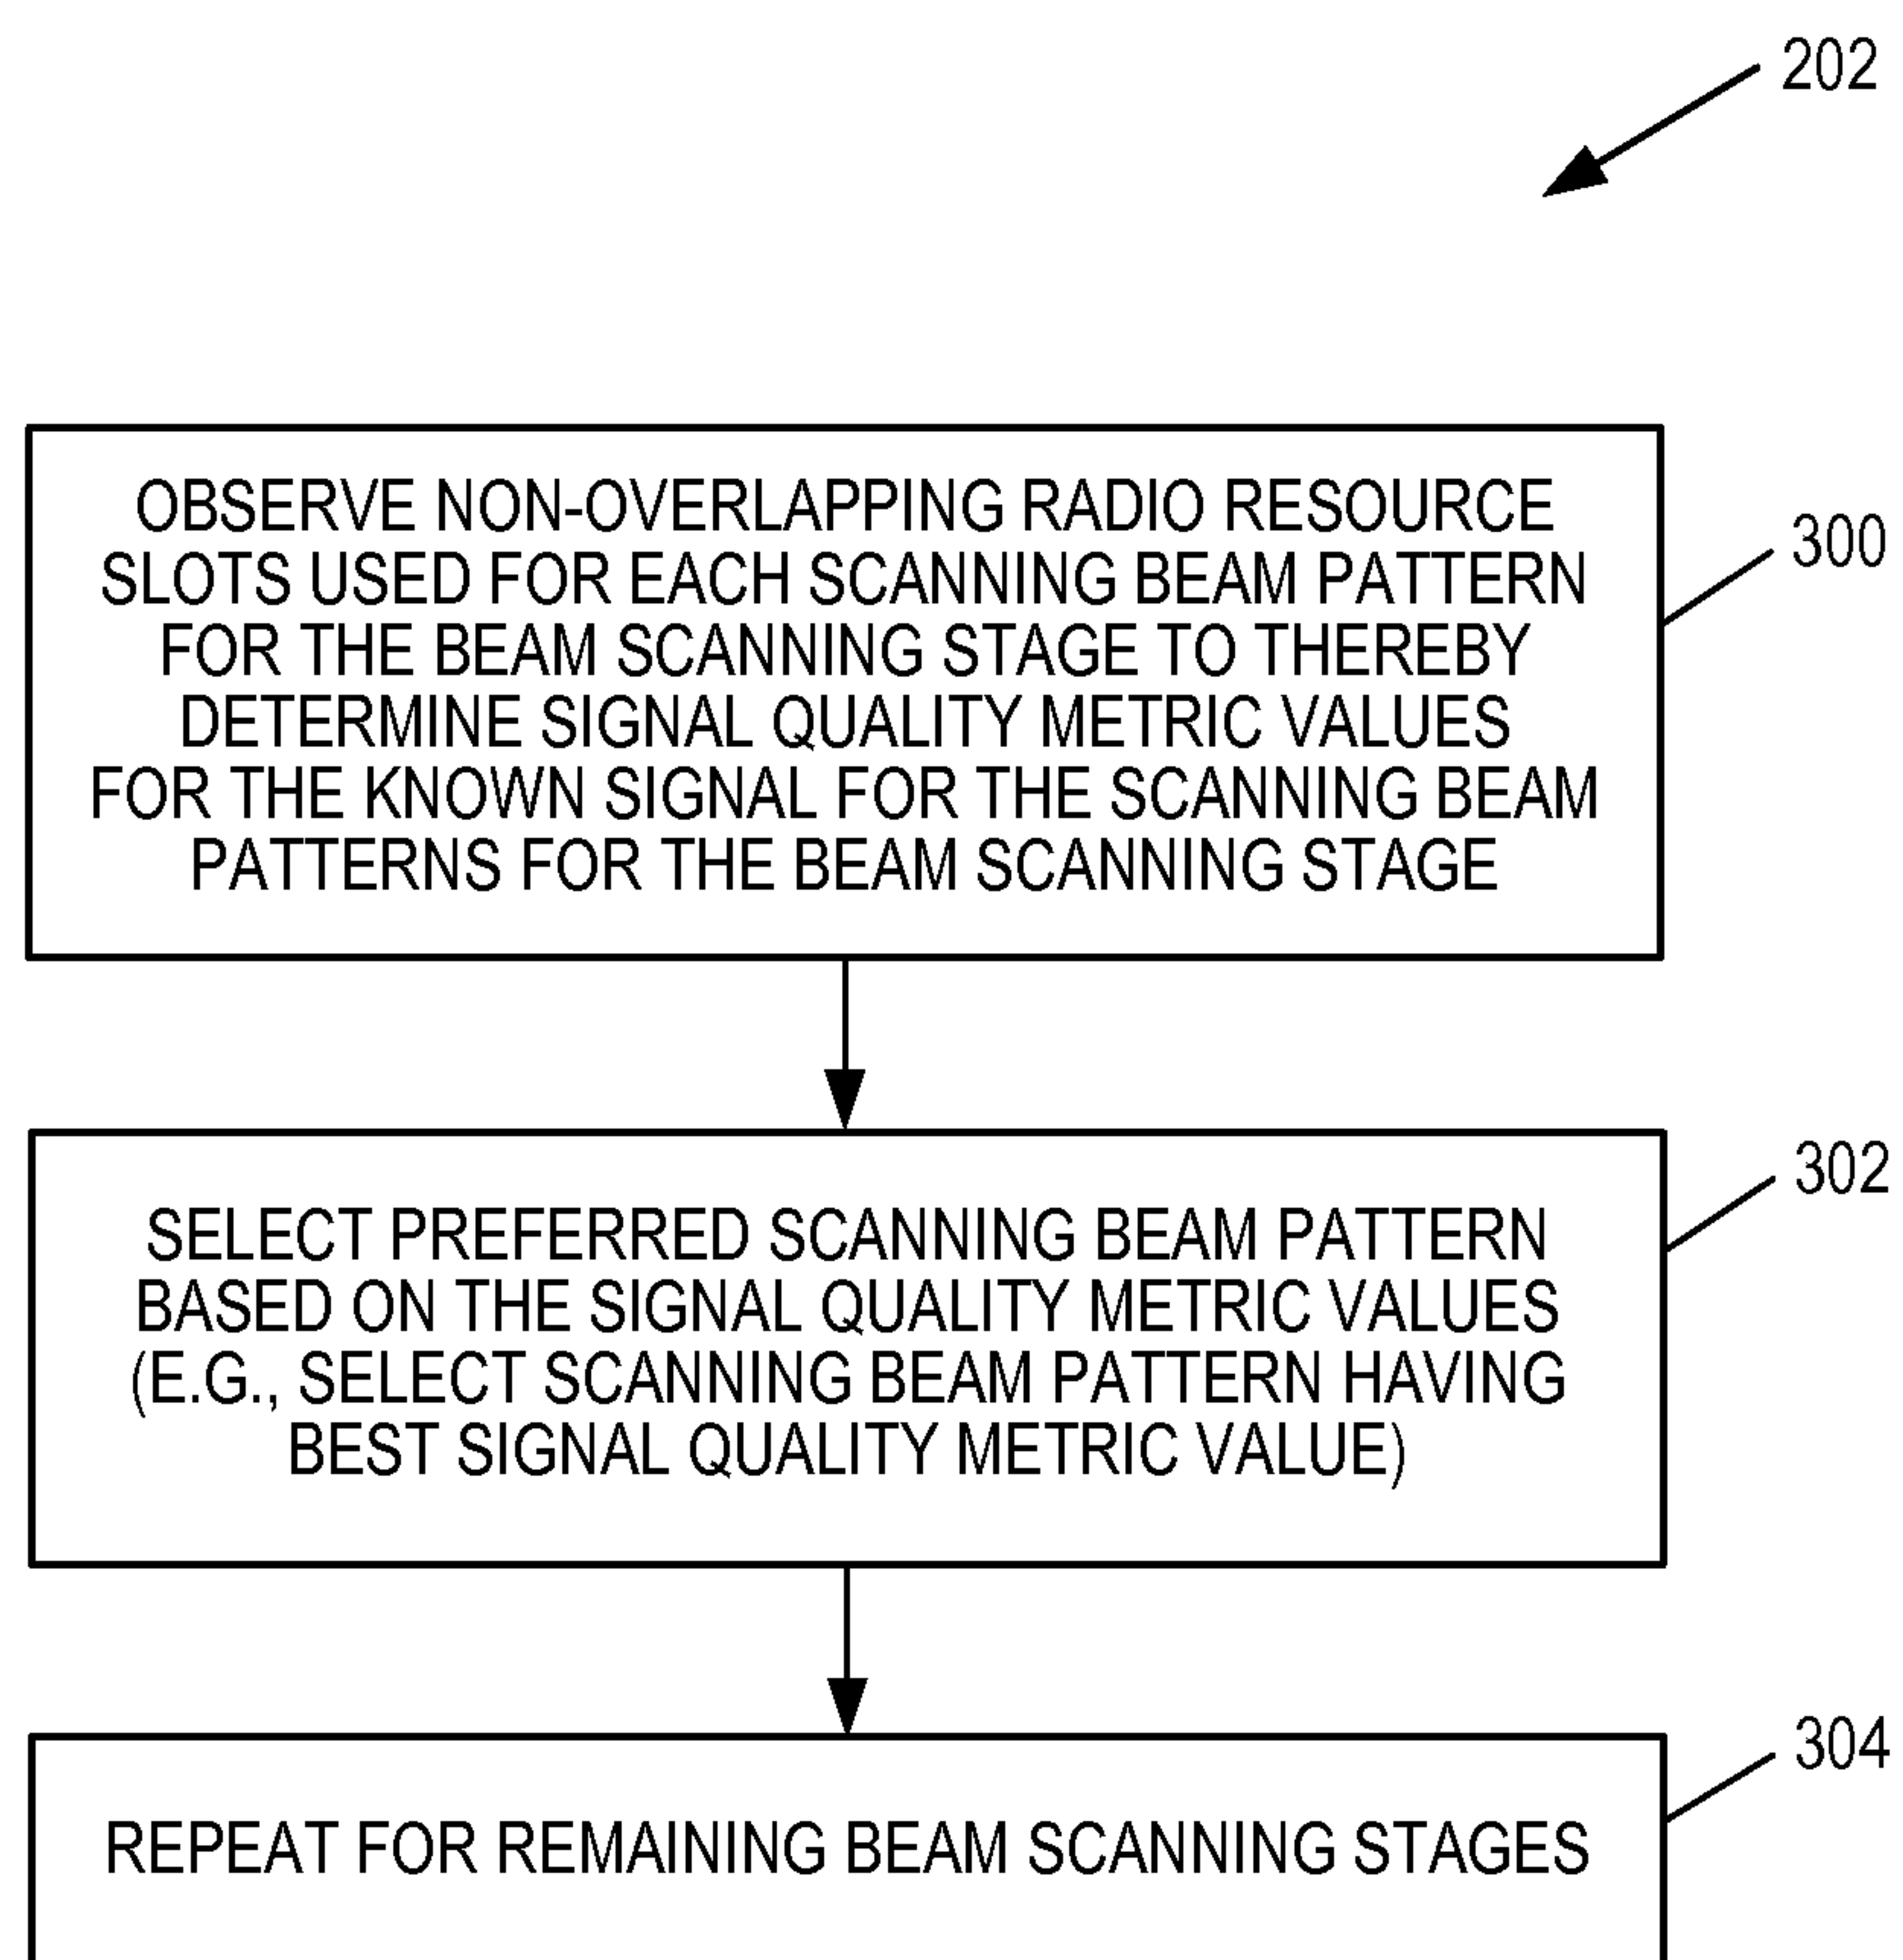 202
OBSERVE NON-OVERLAPPING RADIO RESOURCE
SLOTS USED FOR EACH SCANNING BEAM PATTERN
FOR THE BEAM SCANNING STAGE TO THEREBY
DETERMINE SIGNAL QUALITY METRIC VALUES
FOR THE KNOWN SIGNAL FOR THE SCANNING BEAM
PATTERNS FOR THE BEAM SCANNING STAGE
300
SELECT PREFERRED SCANNING BEAM PATTERN
BASED ON THE SIGNAL QUALITY METRIC VALUES
(E.G., SELECT SCANNING BEAM PATTERN HAVING
BEST SIGNAL QUALITY METRIC VALUE)
302
REPEAT FOR REMAINING BEAM SCANNING STAGES
304